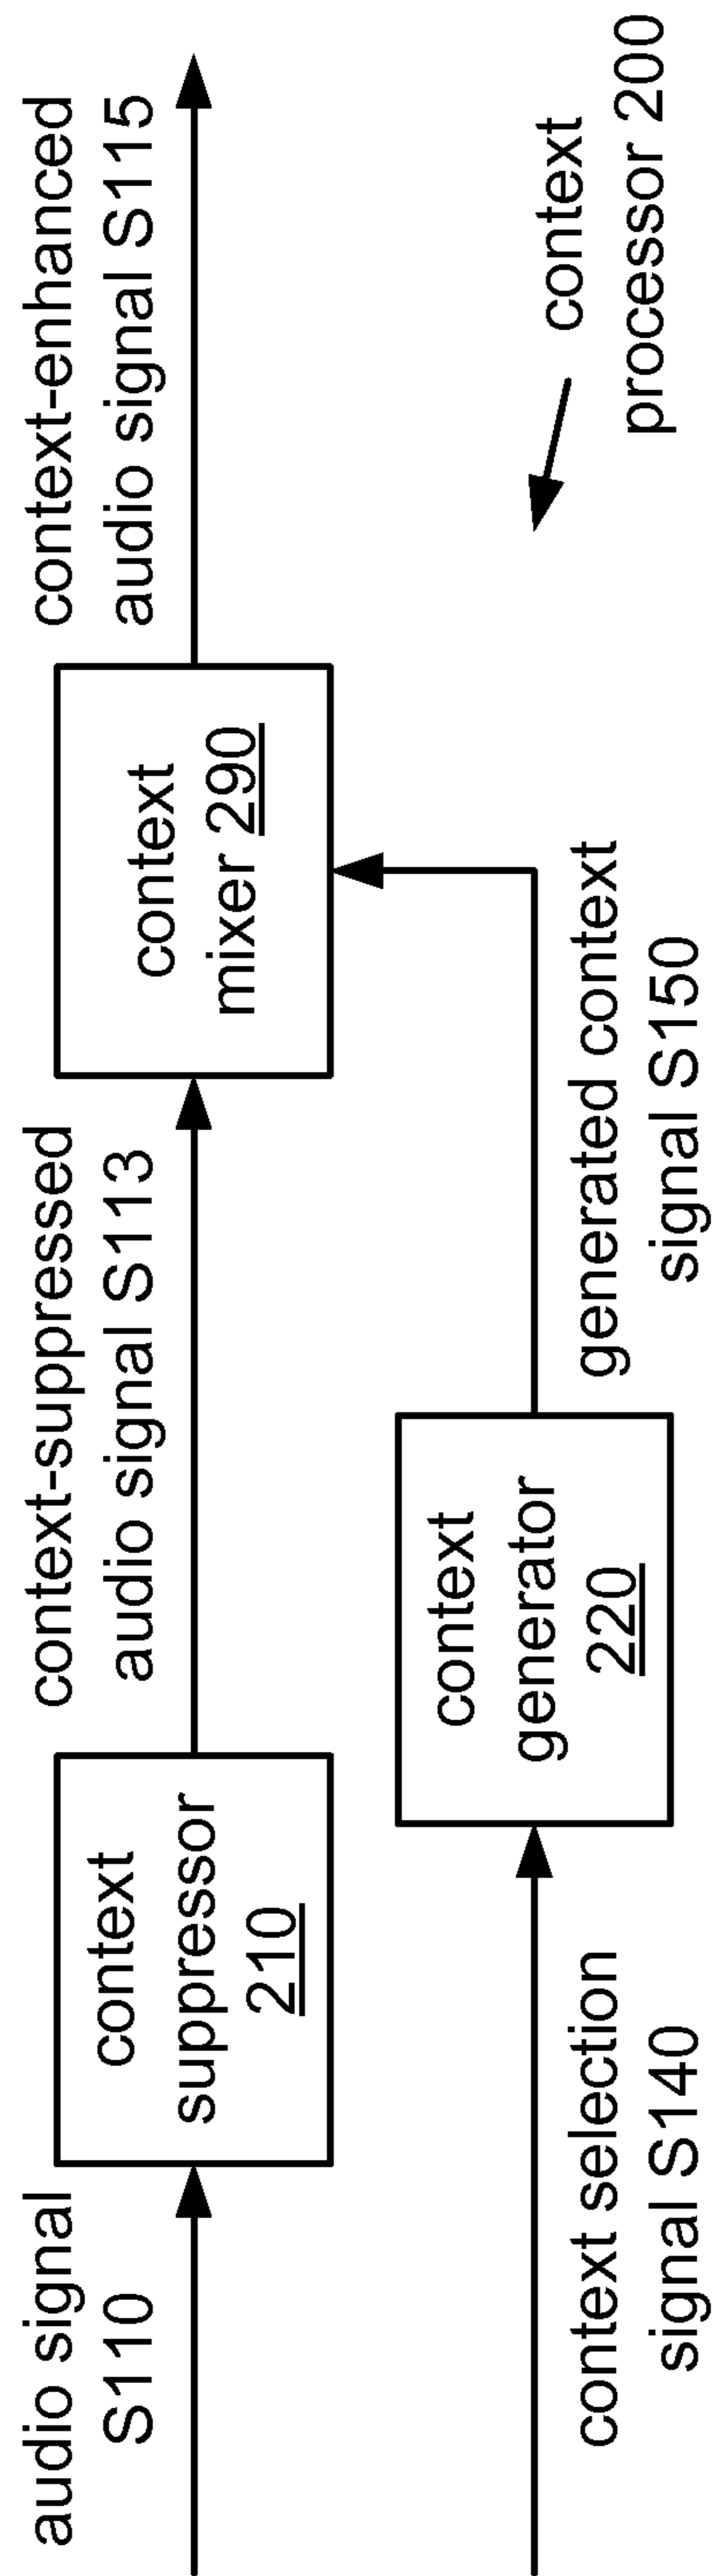 audio signal
S110
context
suppressor
210
context-suppressed
audio signal S113
context
mixer 290
context-enhanced
audio signal S115
context selection
signal S140
context
generator
220
generated context
signal S150
context
processor 200